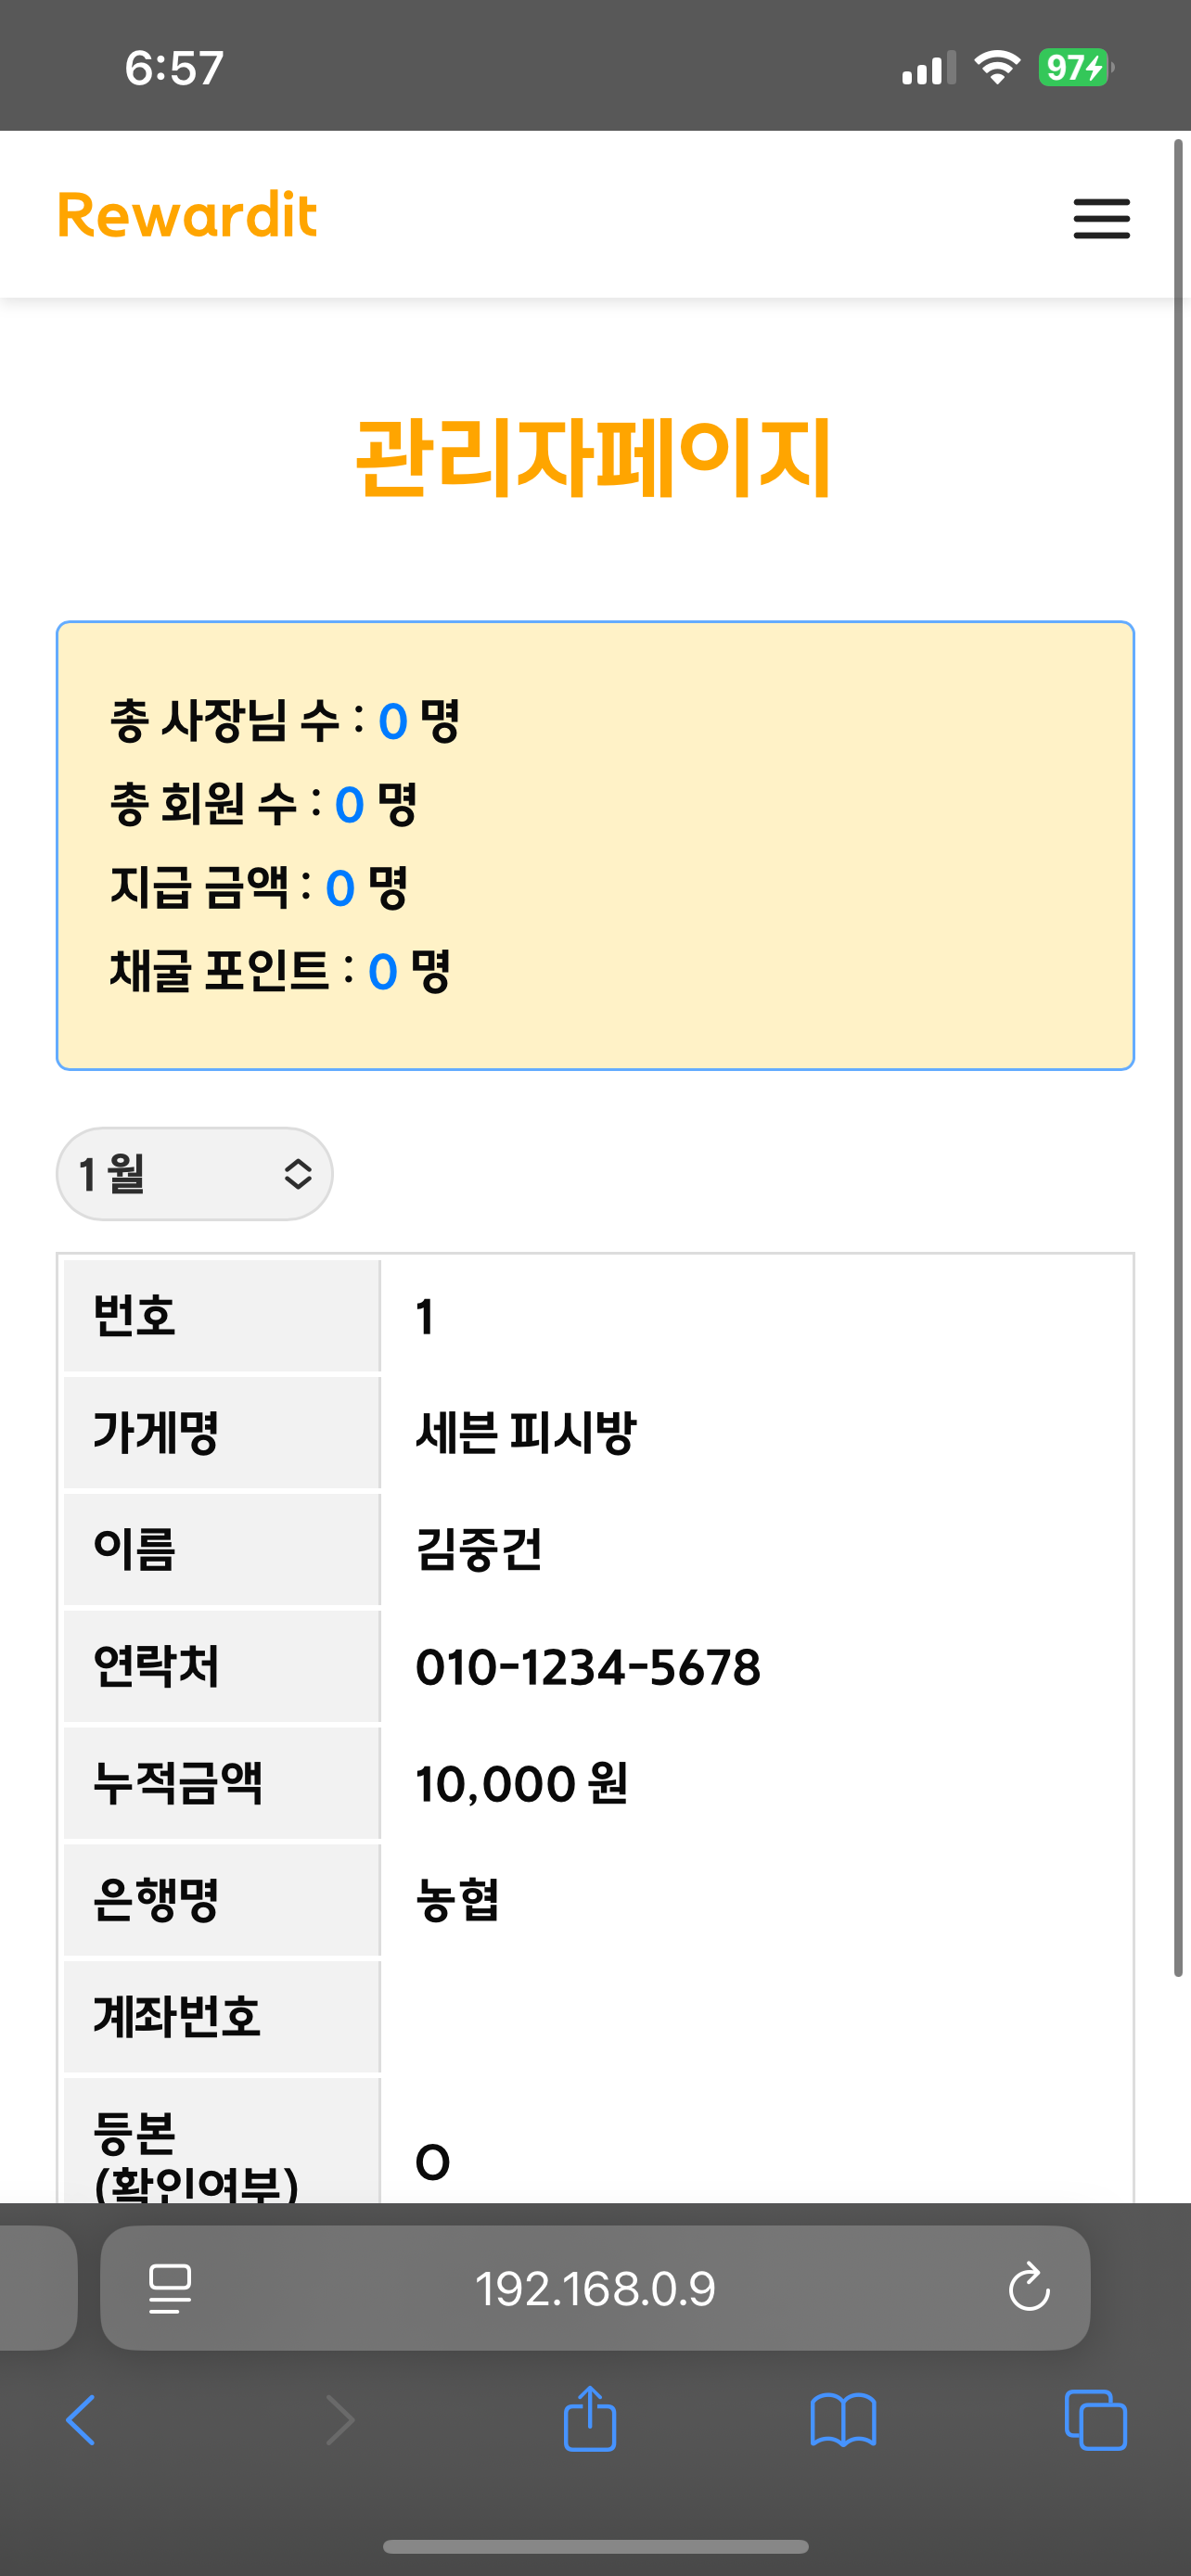 6:57
97
Rewardit
관리자페이지
총 사장님 수 : 0 명
총 회원 수 : 0 명
지급 금액 : 0 명
채굴 포인트 : 0 명
1 월
번호 1
가게명 세븐 피시방
이름 김중건
연락처 010-1234-5678
누적금액 10,000 원
은행명 농협
계좌번호
등본
(확인여부) O
192.168.0.9